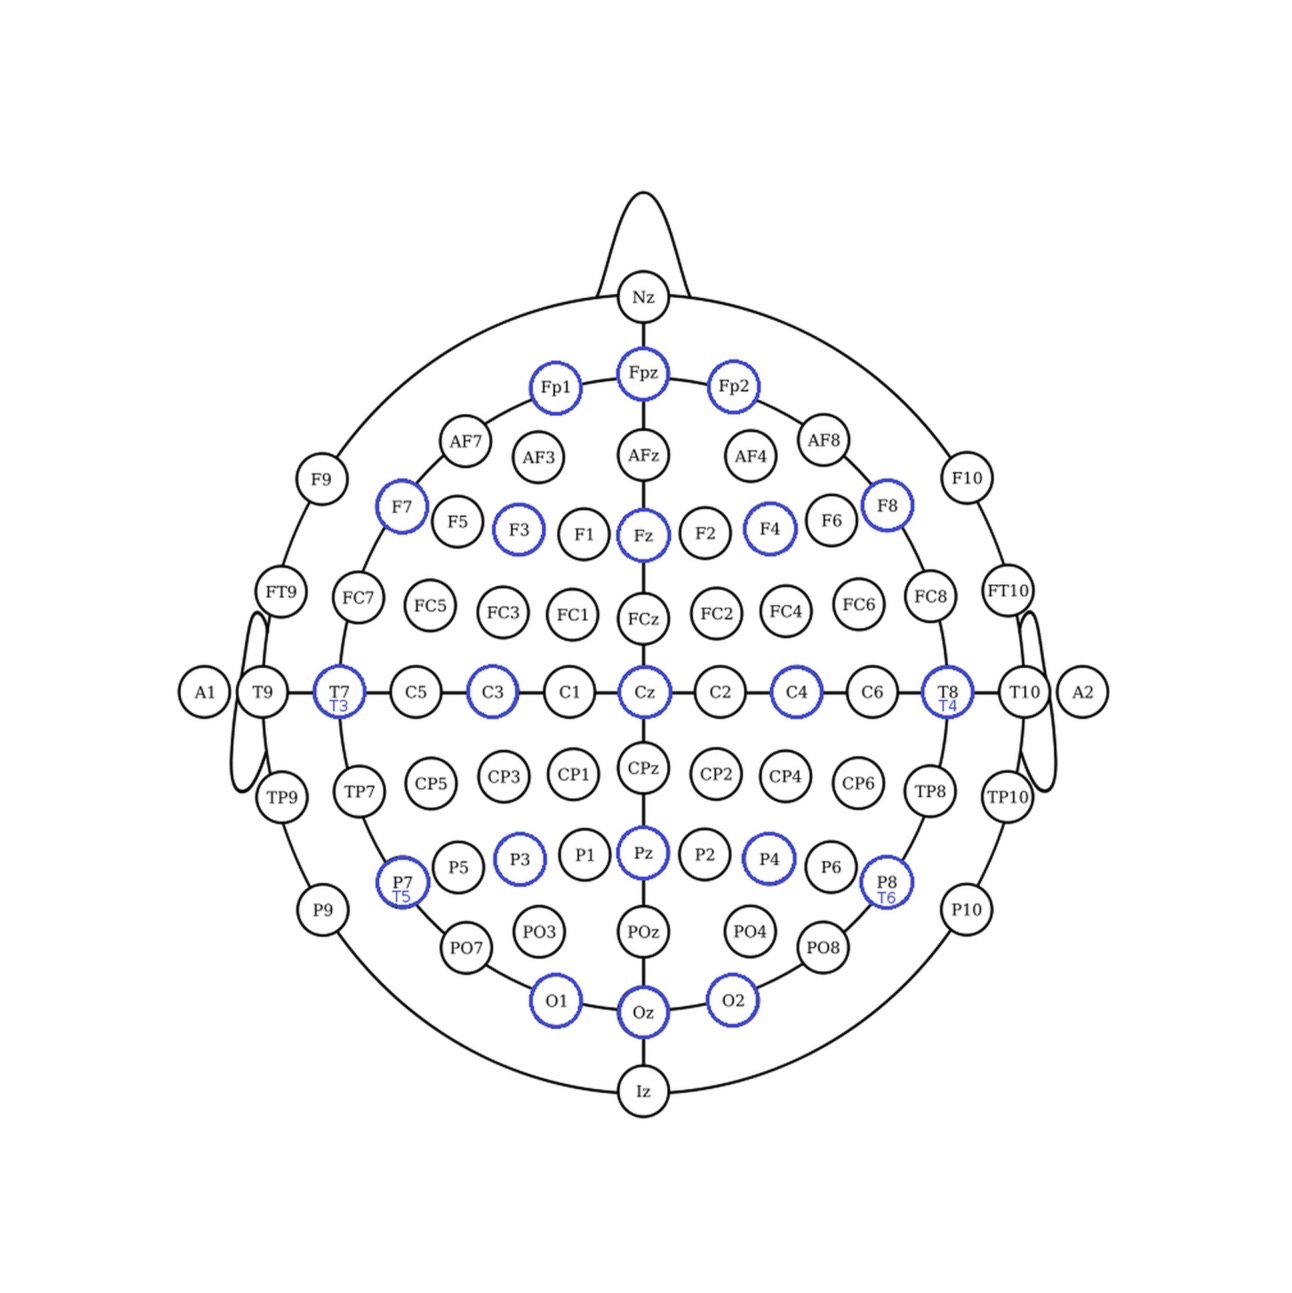 Nz
Fp1 Fpz Fp2
AF7 AF3 AFz AF4 AF8
F9 F7 F5 F3 F1 Fz F2 F4 F6 F8 F10
FT9 FC7 FC5 FC3 FC1 FCz FC2 FC4 FC6 FC8 FT10
A1 T9 T7 C5 C3 C1 Cz C2 C4 C6 T8 T10 A2
T3 T4
TP9 TP7 CP5 CP3 CP1 CPz CP2 CP4 CP6 TP8 TP10
P9 P7 P5 P3 P1 Pz P2 P4 P6 P8 P10
T5 T6
PO7 PO3 POz PO4 PO8
O1 Oz O2
Iz